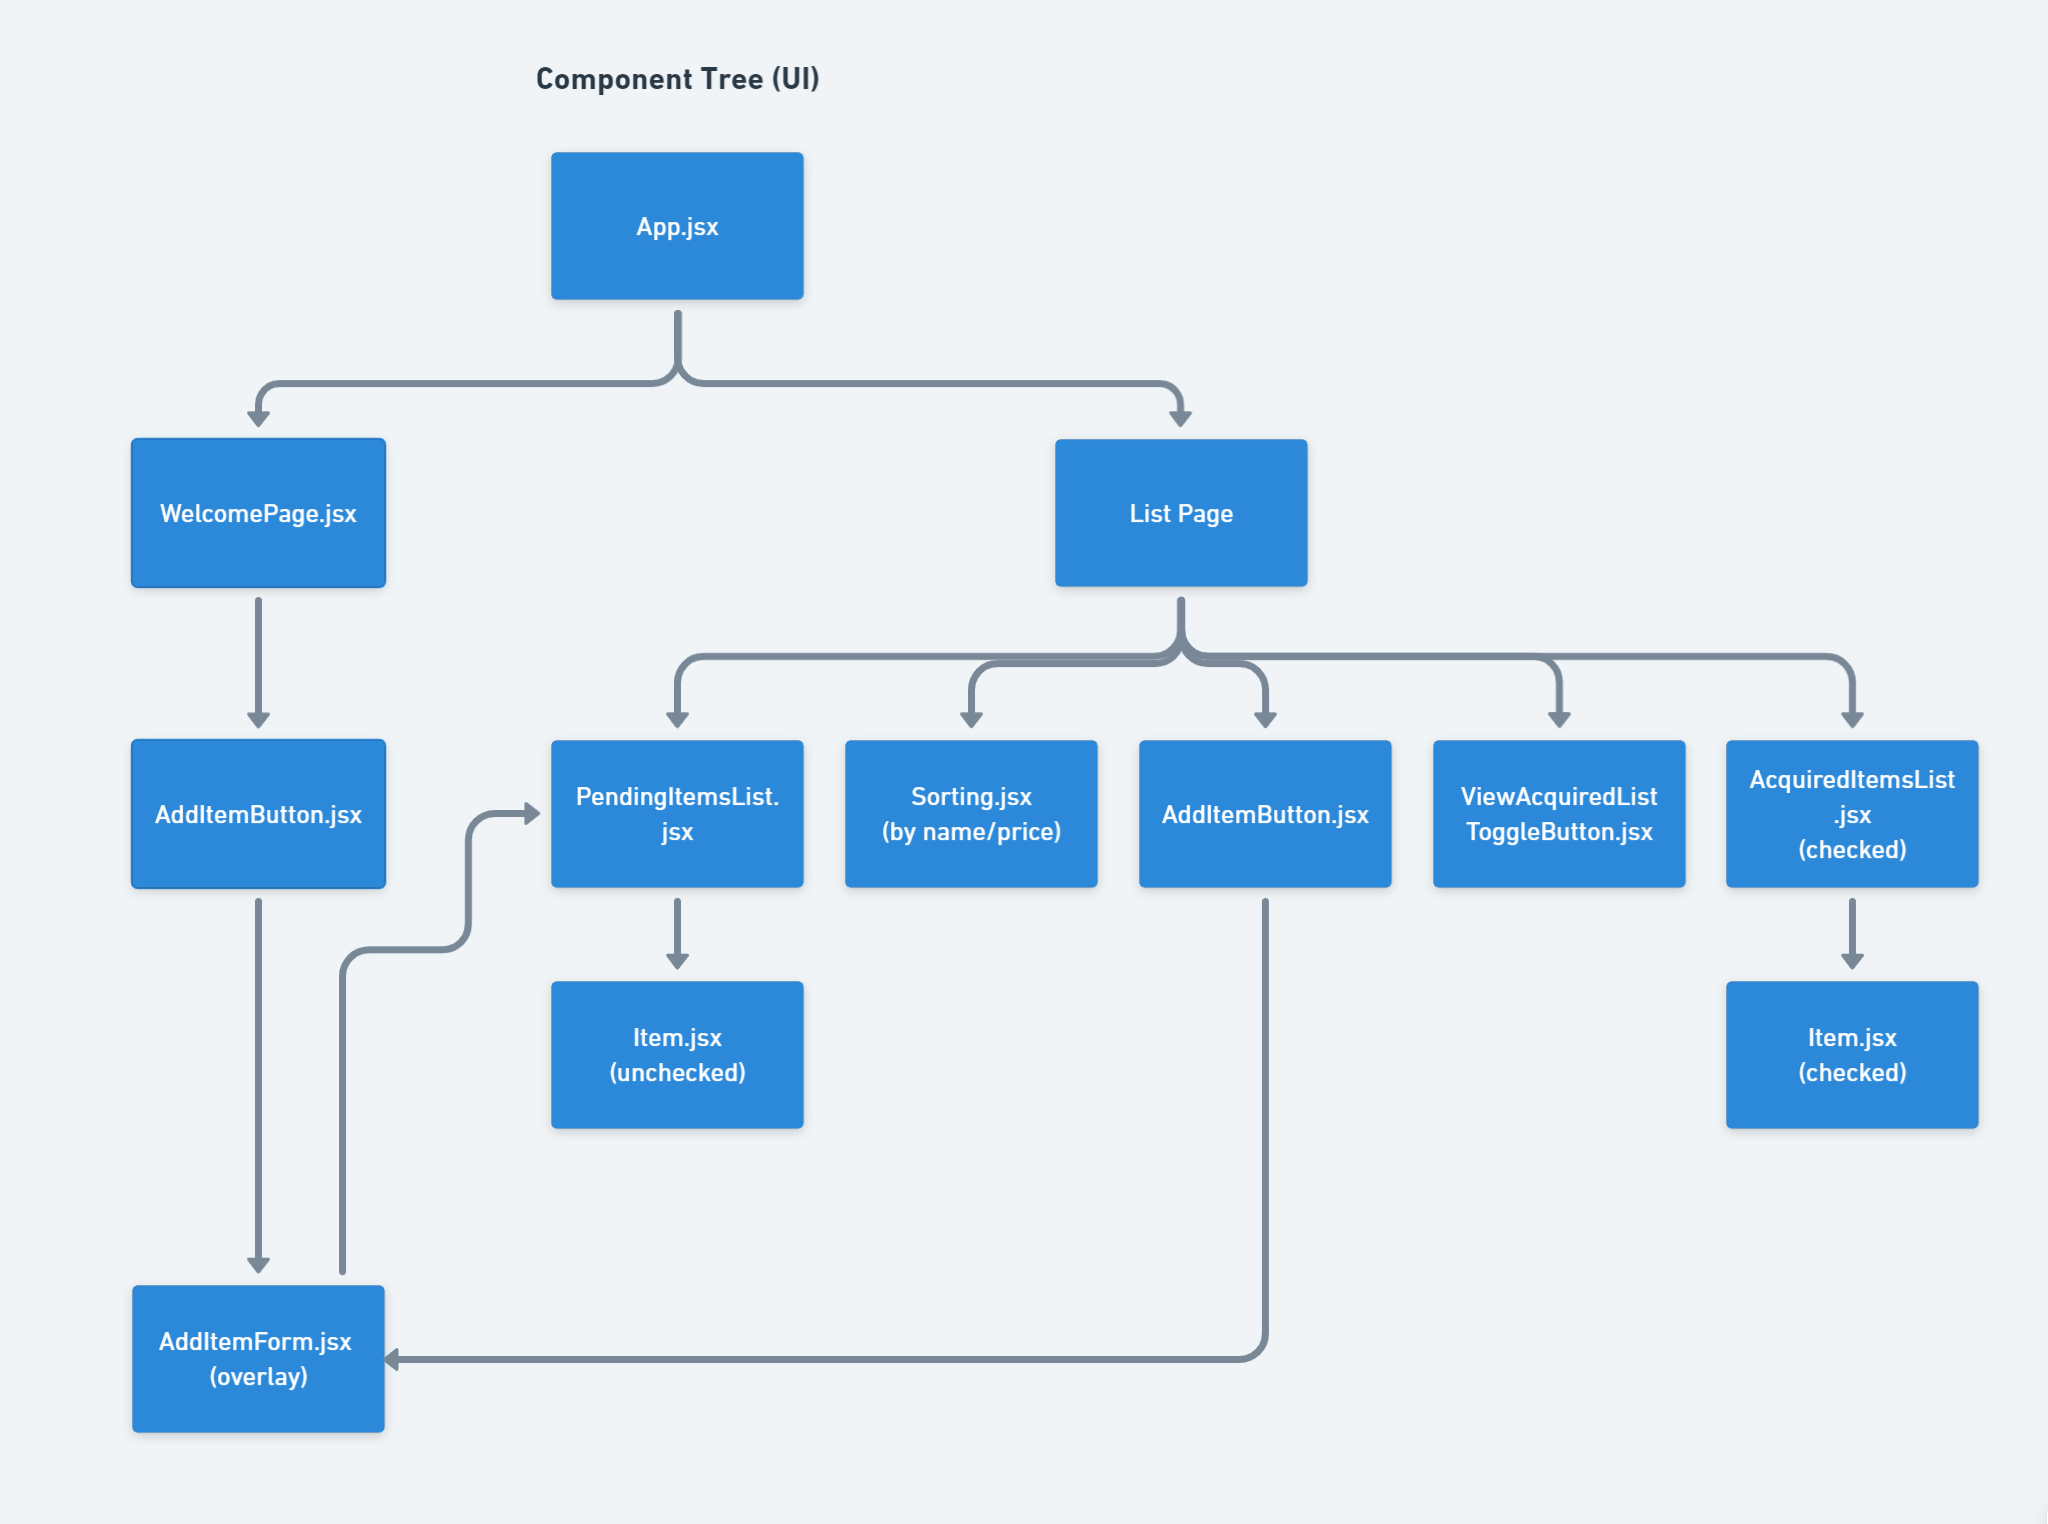 Component Tree (UI)
App.jsx
WelcomePage.jsx
List Page
AddItemButton.jsx
PendingItemsList.
jsx
Sorting.jsx
(by name/price)
AddItemButton.jsx
ViewAcquiredList
ToggleButton.jsx
AcquiredItemsList
.jsx
(checked)
Item.jsx
(unchecked)
Item.jsx
(checked)
AddItemForm.jsx
(overlay)